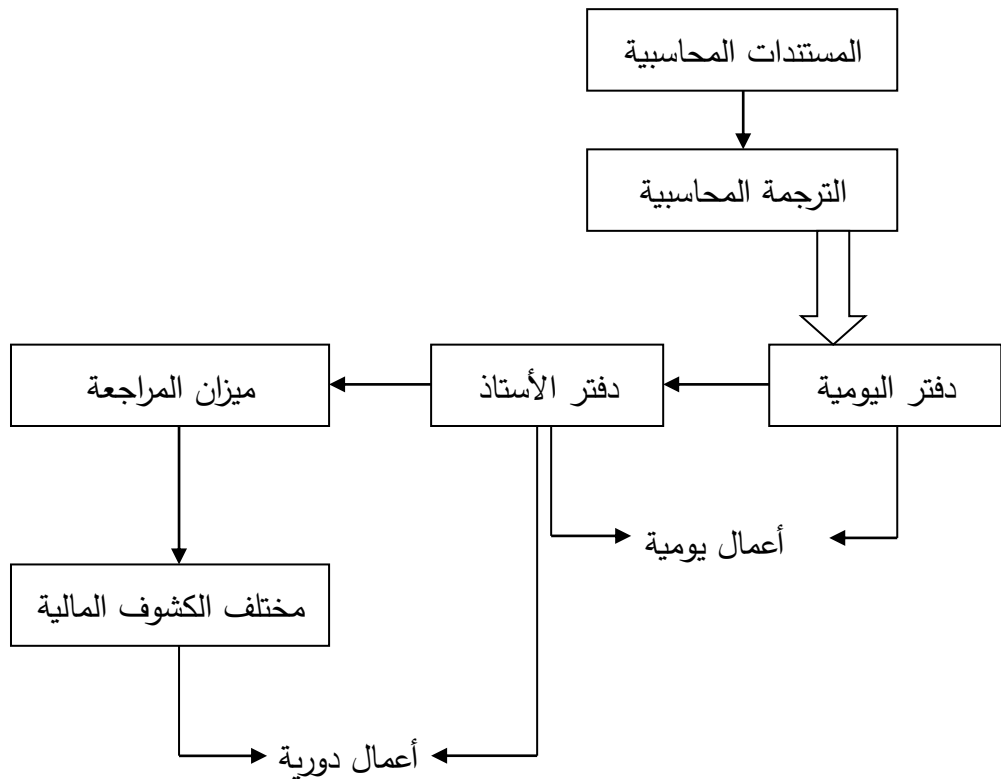 المستندات المحاسبية
الترجمة المحاسبية
دفتر اليومية
دفتر الأستاذ
ميزان المراجعة
أعمال يومية
مختلف الكشوف المالية
أعمال دورية